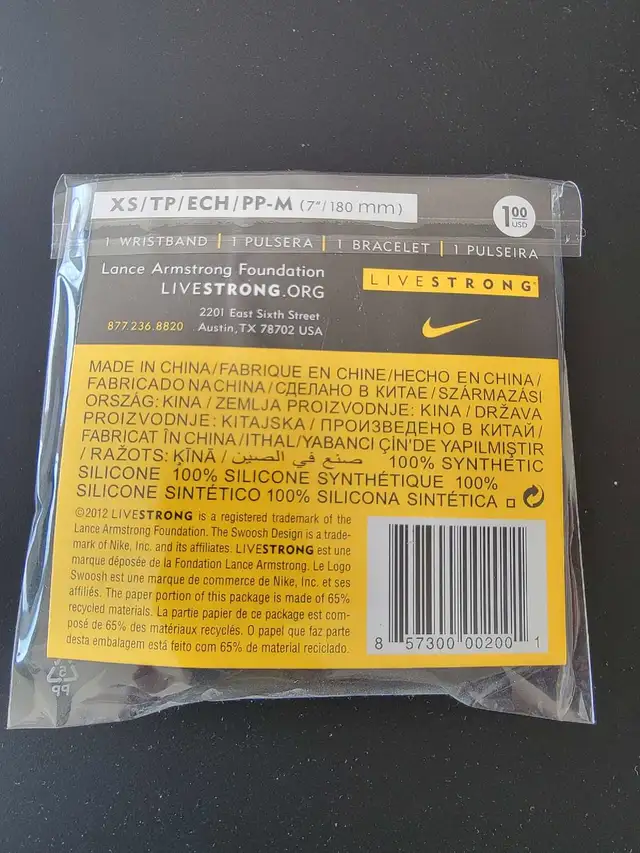 XS/TP/ECH/PP-M (7"/180 mm)
1⁰⁰ USD
1 WRISTBAND | 1 PULSERA | 1 BRACELET | 1 PULSEIRA
Lance Armstrong Foundation
LIVESTRONG.ORG
LIVESTRONG™
2201 East Sixth Street
877.236.8820 Austin, TX 78702 USA
MADE IN CHINA/FABRIQUE EN CHINE/HECHO EN CHINA/
FABRICADO NA CHINA/СДЕЛАНО В КИТАЕ/SZÁRMAZÁSI
ORSZÁG: KINA / ZEMLJA PROIZVODNJE: KINA / DRŽAVA
PROIZVODNJE: KITAJSKA / ПРОИЗВЕДЕНО В КИТАЙ/
FABRICAT ÎN CHINA/ITHAL/YABANCI ÇİN'DE YAPILMIŞTIR
/ RAŽOTS: ĶĪNĀ / صنع في الصين 100% SYNTHETIC
SILICONE 100% SILICONE SYNTHÉTIQUE 100%
SILICONE SINTÉTICO 100% SILICONA SINTÉTICA
©2012 LIVESTRONG is a registered trademark of the
Lance Armstrong Foundation. The Swoosh Design is a trade-
mark of Nike, Inc. and its affiliates. LIVESTRONG est une
marque déposée de la Fondation Lance Armstrong. Le Logo
Swoosh est une marque de commerce de Nike, Inc. et ses
affiliés. The paper portion of this package is made of 65%
recycled materials. La partie papier de ce package est com-
posé de 65% des matériaux recyclés. O papel que faz parte
desta embalagem está feito com 65% de material reciclado.
8 57300 00200 1
5
PP